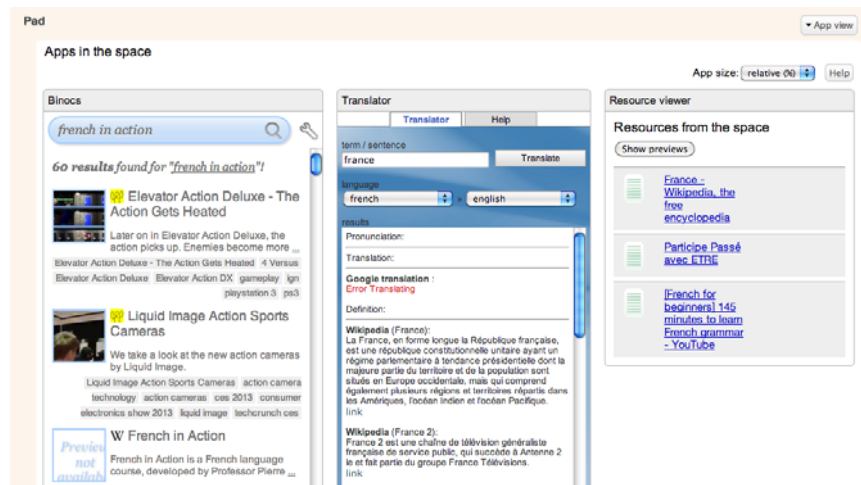 Pad
App view
Apps in the space
App size: relative (%)
Help
Binocs
french in action
60 results found for "french in action"!
Elevator Action Deluxe - The
Action Gets Heated
Later on in Elevator Action Deluxe, the
action picks up. Enemies become more ...
Elevator Action Deluxe - The Action Gets Heated 4 Versus
Elevator Action Deluxe Elevator Action DX gameplay ign
playstation 3 ps3
Liquid Image Action Sports
Cameras
We take a look at the new action cameras
by Liquid Image.
Liquid Image Action Sports Cameras action camera
technology action cameras ces 2013 consumer
electronics show 2013 liquid image techcrunch ces
Preview
not
available
W French in Action
French in Action is a French language
course, developed by Professor Pierre ...
Translator
Translator Help
term / sentence
france
Translate
language
french » english
results
Pronunciation:
Translation:
Google translation :
Error Translating
Definition:
Wikipedia (France):
La France, en forme longue la République française,
est une république constitutionnelle unitaire ayant un
régime parlementaire à tendance présidentielle dont la
majeure partie du territoire et de la population sont
situés en Europe occidentale, mais qui comprend
également plusieurs régions et territoires répartis dans
les Amériques, l'océan Indien et l'océan Pacifique.
link
Wikipedia (France 2):
France 2 est une chaîne de télévision généraliste
française de service public, qui succède à Antenne 2
le et fait partie du groupe France Télévisions.
link
Resource viewer
Resources from the space
Show previews
France -
Wikipedia, the
free
encyclopedia
Participe Passé
avec ETRE
[French for
beginners] 145
minutes to learn
French grammar
- YouTube